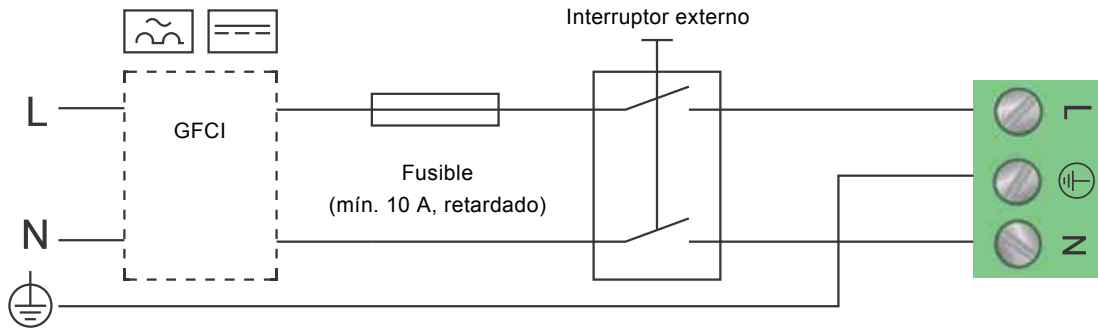 Interruptor externo
L
GFCI
Fusible
(mín. 10 A, retardado)
N
L
N